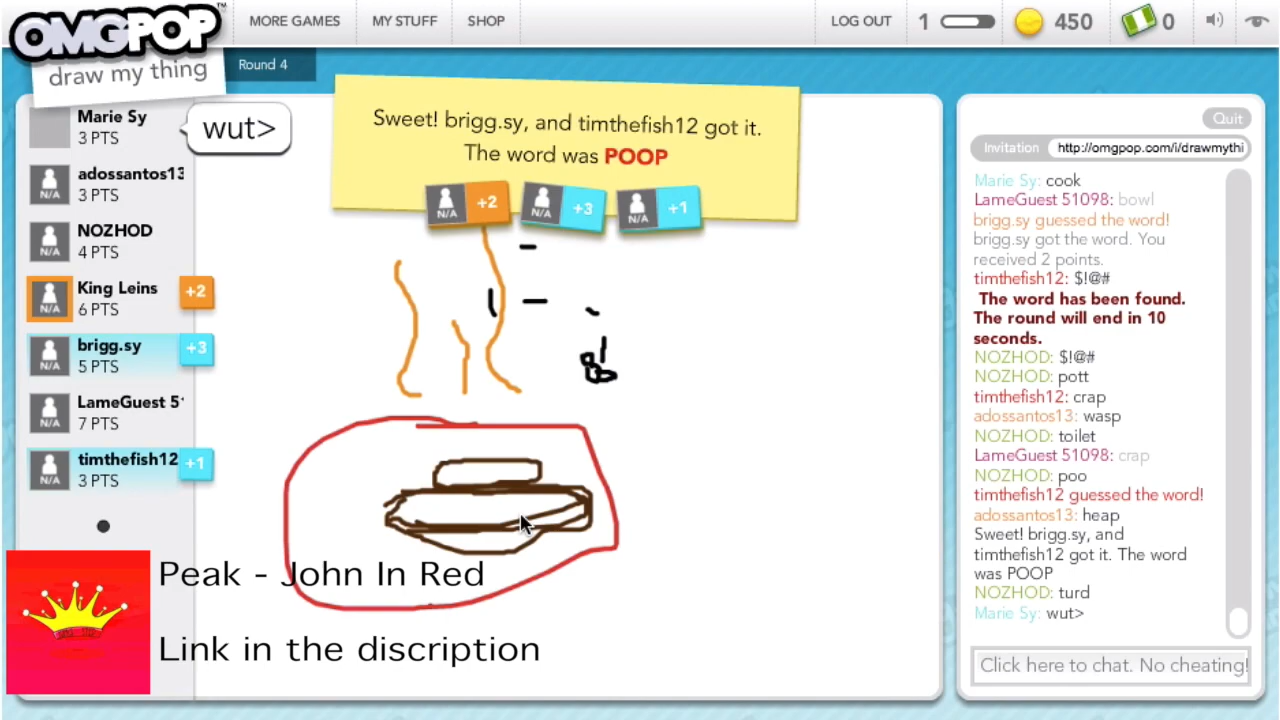 OMGPOP
TM
draw my thing
MORE GAMES
MY STUFF
SHOP
LOG OUT
1
450
0
Round 4
Marie Sy
3 PTS
wut>
adossantos13
3 PTS
NOZHOD
4 PTS
King Leins
6 PTS
+2
brigg.sy
5 PTS
+3
LameGuest 51
7 PTS
timthefish12
3 PTS
+1
Sweet! brigg.sy, and timthefish12 got it.
The word was POOP
N/A +2
N/A +3
N/A +1
Peak - John In Red
Link in the discription
Quit
Invitation http://omgpop.com/i/drawmythi
Marie Sy: cook
LameGuest 51098: bowl
brigg.sy guessed the word!
brigg.sy got the word. You
received 2 points.
timthefish12: $!@#
The word has been found.
The round will end in 10
seconds.
NOZHOD: $!@#
NOZHOD: pott
timthefish12: crap
adossantos13: wasp
NOZHOD: toilet
LameGuest 51098: crap
NOZHOD: poo
timthefish12 guessed the word!
adossantos13: heap
Sweet! brigg.sy, and
timthefish12 got it. The word
was POOP
NOZHOD: turd
Marie Sy: wut>
Click here to chat. No cheating!